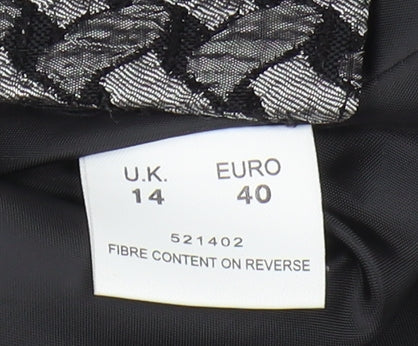 U.K. EURO
14 40
521402
FIBRE CONTENT ON REVERSE